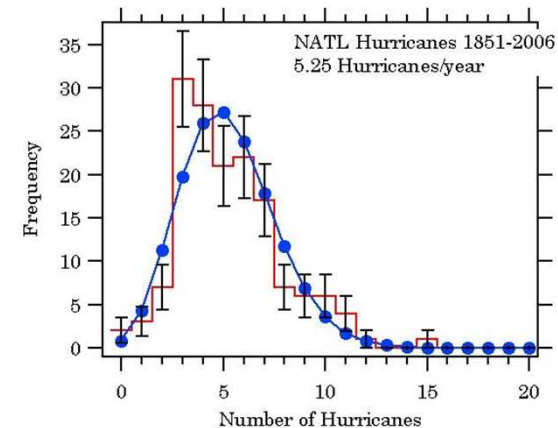 NATL Hurricanes 1851-2006
5.25 Hurricanes/year
35
30
25
20
15
10
5
0
Frequency
0 5 10 15 20
Number of Hurricanes